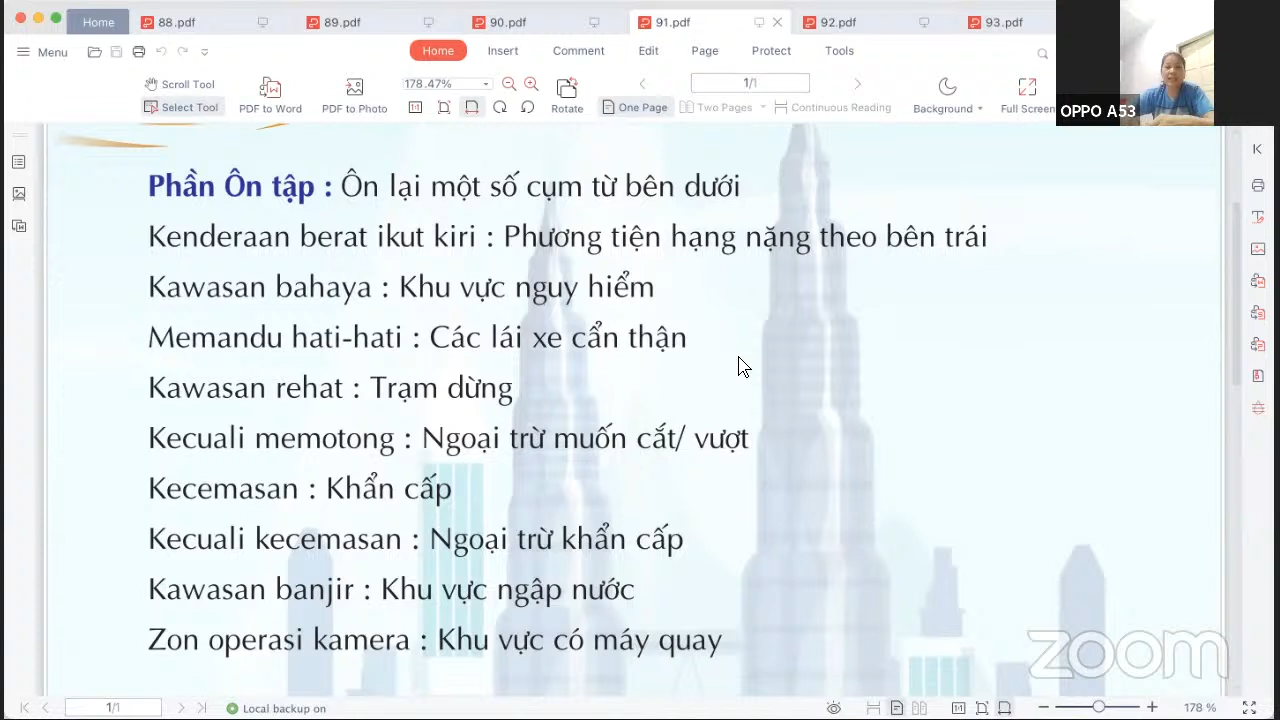 Home
88.pdf
89.pdf
90.pdf
91.pdf
92.pdf
93.pdf
Menu
Home
Insert
Comment
Edit
Page
Protect
Tools
Scroll Tool
Select Tool
PDF to Word
PDF to Photo
178.47%
Rotate
1/1
One Page
Two Pages
Continuous Reading
Background
Full Screen
OPPO A53
Phần Ôn tập : Ôn lại một số cụm từ bên dưới
Kenderaan berat ikut kiri : Phương tiện hạng nặng theo bên trái
Kawasan bahaya : Khu vực nguy hiểm
Memandu hati-hati : Các lái xe cẩn thận
Kawasan rehat : Trạm dừng
Kecuali memotong : Ngoại trừ muốn cắt/ vượt
Kecemasan : Khẩn cấp
Kecuali kecemasan : Ngoại trừ khẩn cấp
Kawasan banjir : Khu vực ngập nước
Zon operasi kamera : Khu vực có máy quay
zoom
1/1
Local backup on
178 %